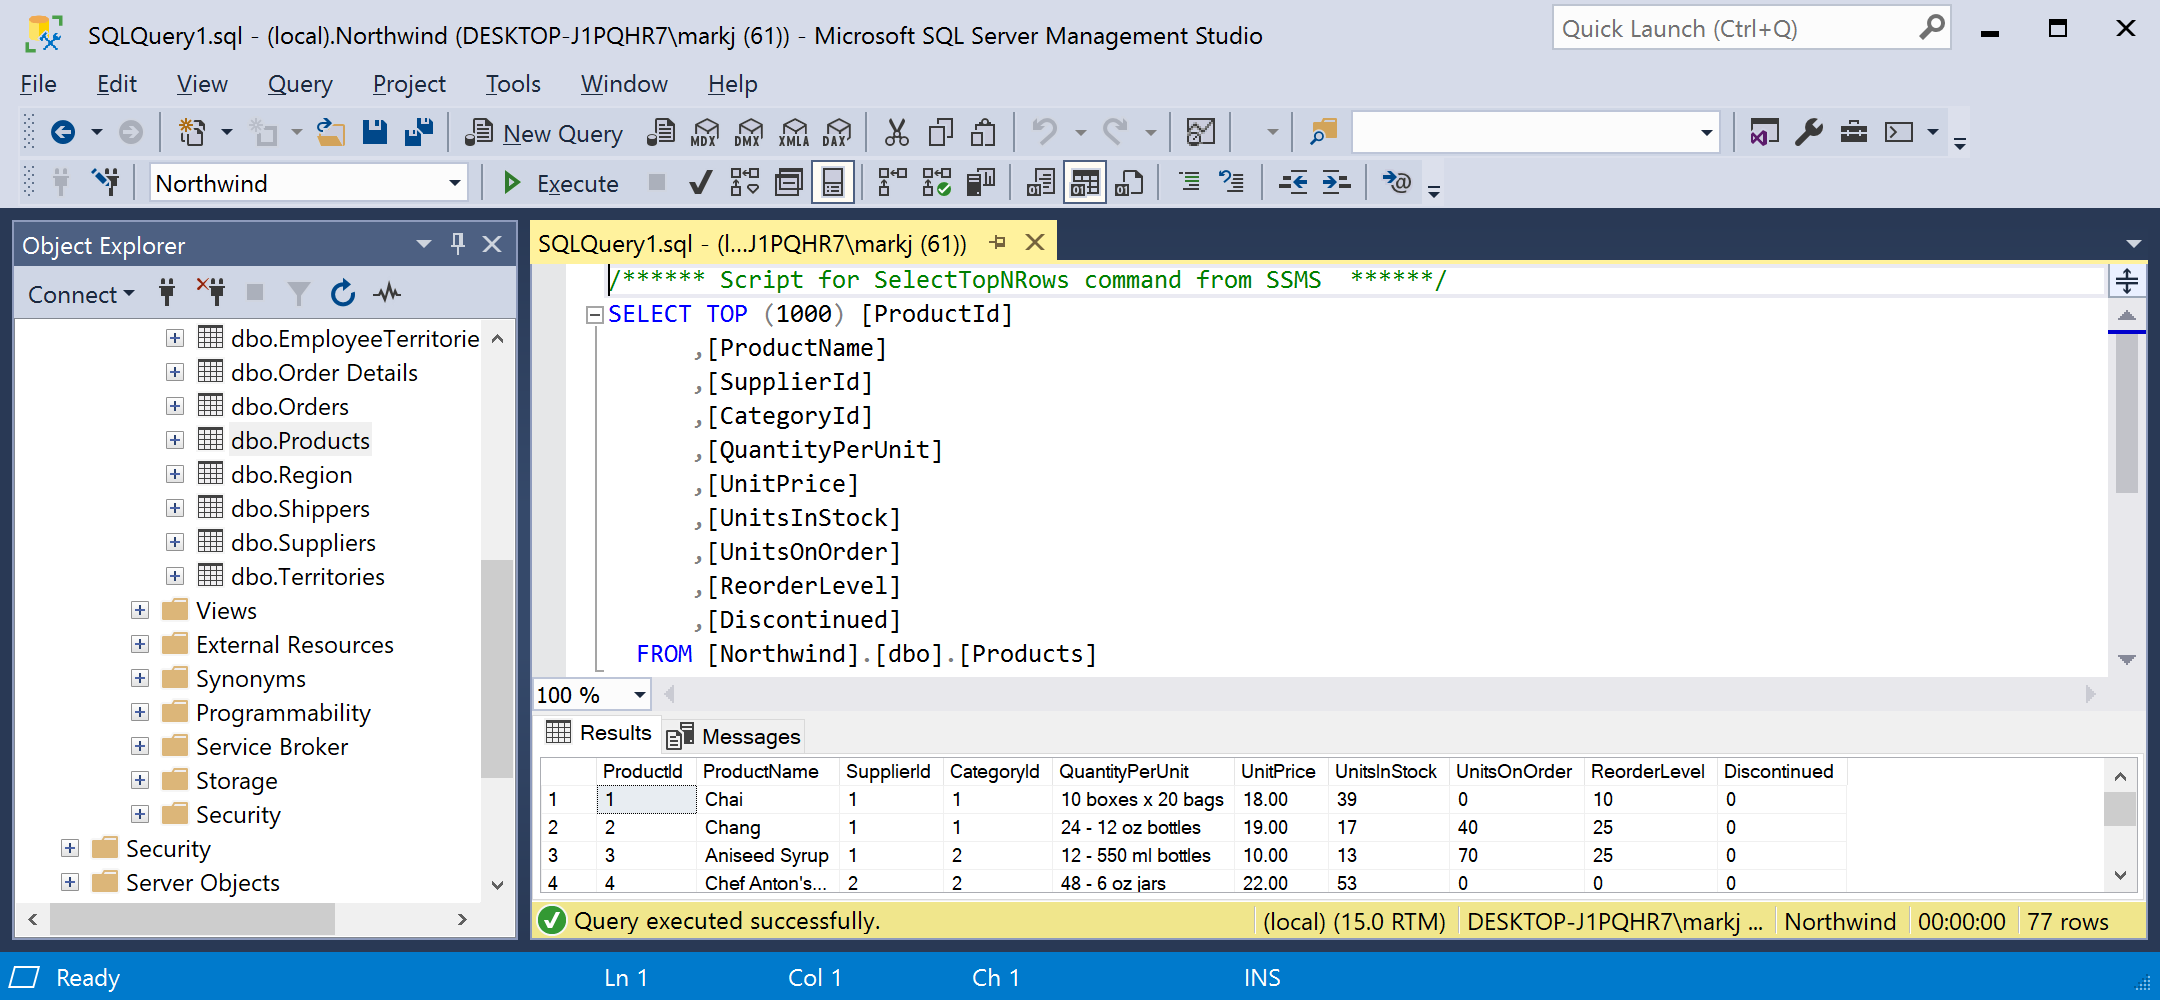 SQLQuery1.sql - (local).Northwind (DESKTOP-J1PQHR7\markj (61)) - Microsoft SQL Server Management Studio
Quick Launch (Ctrl+Q)
File Edit View Query Project Tools Window Help
New Query MDX DMX XMLA DAX
Northwind Execute
Object Explorer
Connect
dbo.EmployeeTerritorie
dbo.Order Details
dbo.Orders
dbo.Products
dbo.Region
dbo.Shippers
dbo.Suppliers
dbo.Territories
Views
External Resources
Synonyms
Programmability
Service Broker
Storage
Security
Security
Server Objects
SQLQuery1.sql - (l...J1PQHR7\markj (61))
/****** Script for SelectTopNRows command from SSMS  ******/
SELECT TOP (1000) [ProductId]
,[ProductName]
,[SupplierId]
,[CategoryId]
,[QuantityPerUnit]
,[UnitPrice]
,[UnitsInStock]
,[UnitsOnOrder]
,[ReorderLevel]
,[Discontinued]
FROM [Northwind].[dbo].[Products]
100 %
Results Messages
ProductId ProductName SupplierId CategoryId QuantityPerUnit UnitPrice UnitsInStock UnitsOnOrder ReorderLevel Discontinued
1 1 Chai 1 1 10 boxes x 20 bags 18.00 39 0 10 0
2 2 Chang 1 1 24 - 12 oz bottles 19.00 17 40 25 0
3 3 Aniseed Syrup 1 2 12 - 550 ml bottles 10.00 13 70 25 0
4 4 Chef Anton's... 2 2 48 - 6 oz jars 22.00 53 0 0 0
Query executed successfully. (local) (15.0 RTM) DESKTOP-J1PQHR7\markj ... Northwind 00:00:00 77 rows
Ready Ln 1 Col 1 Ch 1 INS